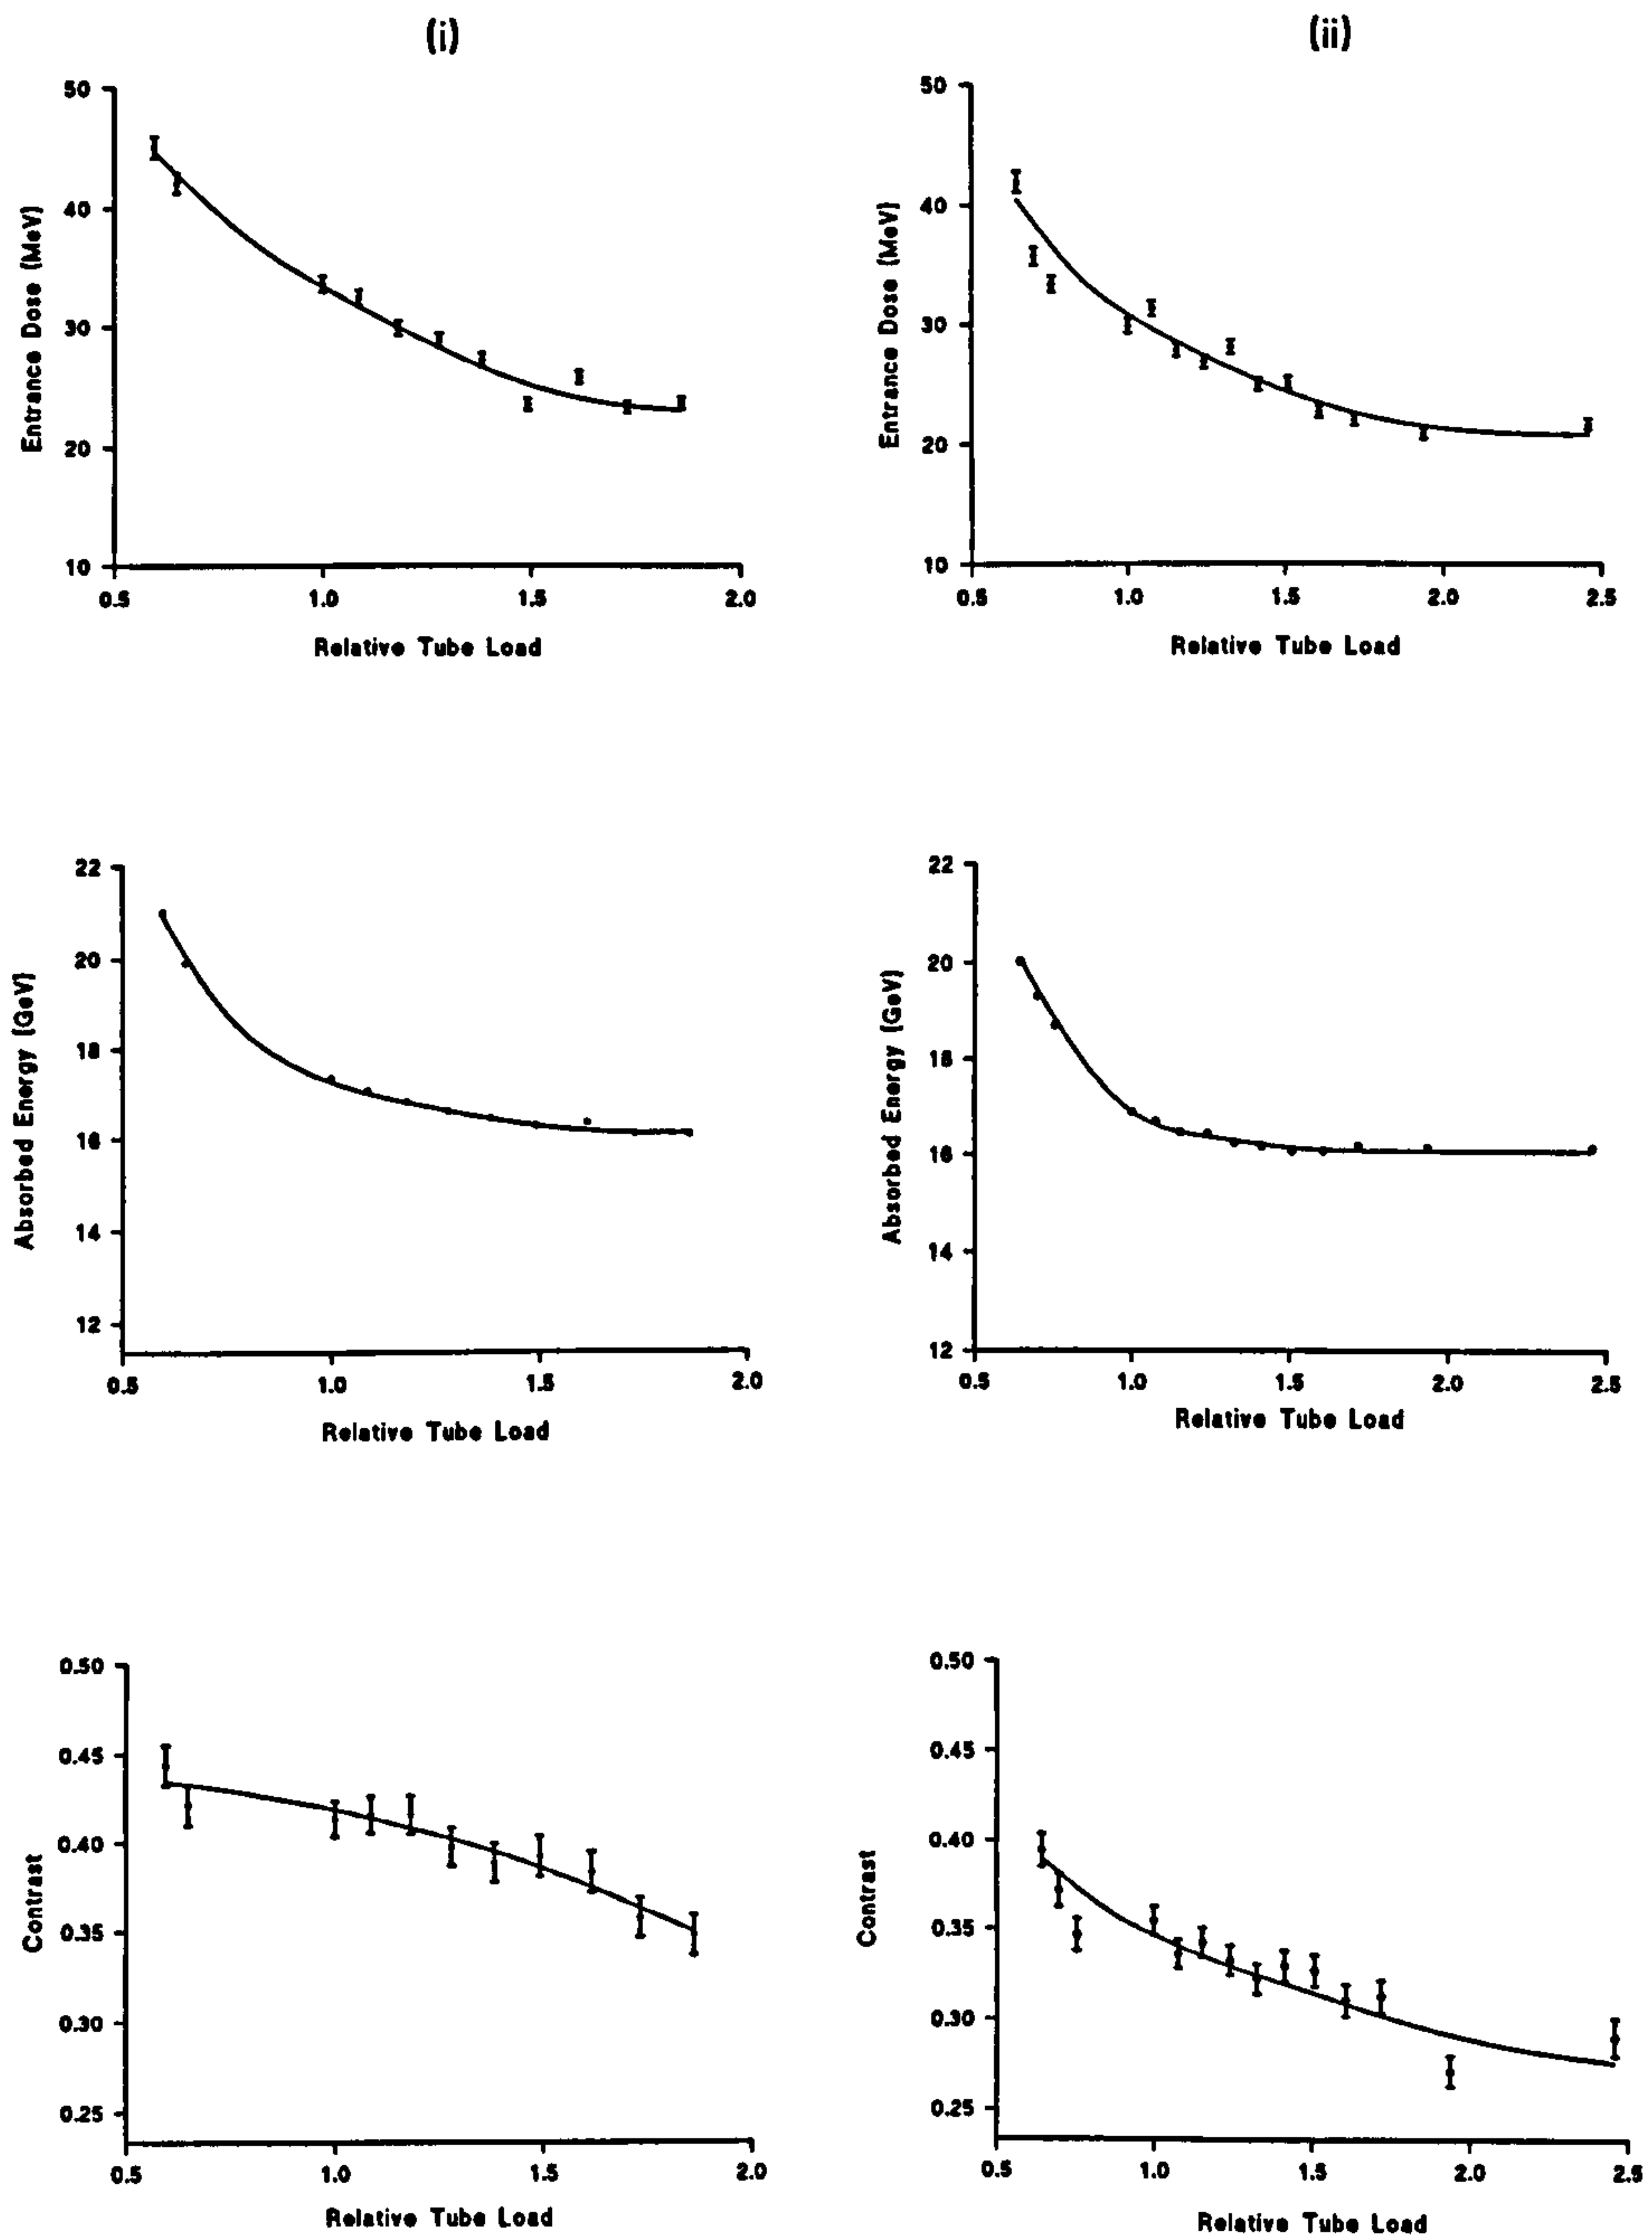 (i)
(ii)
50
40
30
20
10
Entrance Dose (MeV)
0.5 1.0 1.5 2.0
Relative Tube Load
50
40
30
20
10
Entrance Dose (MeV)
0.5 1.0 1.5 2.0 2.5
Relative Tube Load
22
20
18
16
14
12
Absorbed Energy (GeV)
0.5 1.0 1.5 2.0
Relative Tube Load
22
20
18
16
14
12
Absorbed Energy (GeV)
0.5 1.0 1.5 2.0 2.5
Relative Tube Load
0.50
0.45
0.40
0.35
0.30
0.25
Contrast
0.5 1.0 1.5 2.0
Relative Tube Load
0.50
0.45
0.40
0.35
0.30
0.25
Contrast
0.5 1.0 1.5 2.0 2.5
Relative Tube Load